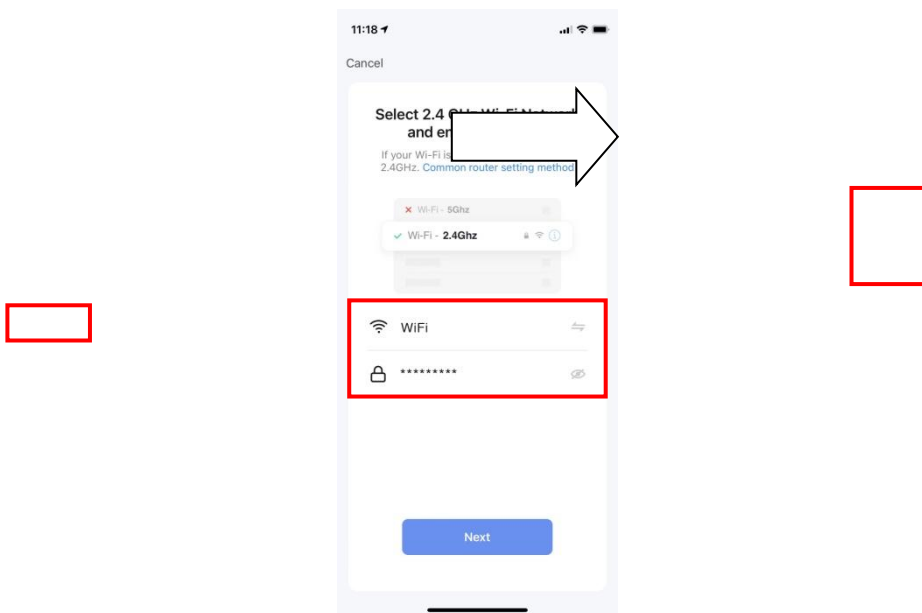 11:18
Cancel
Select 2.4
and
If your Wi-Fi is
2.4GHz. Common router setting method
Wi-Fi - 5Ghz
Wi-Fi - 2.4Ghz
WiFi
*********
Next